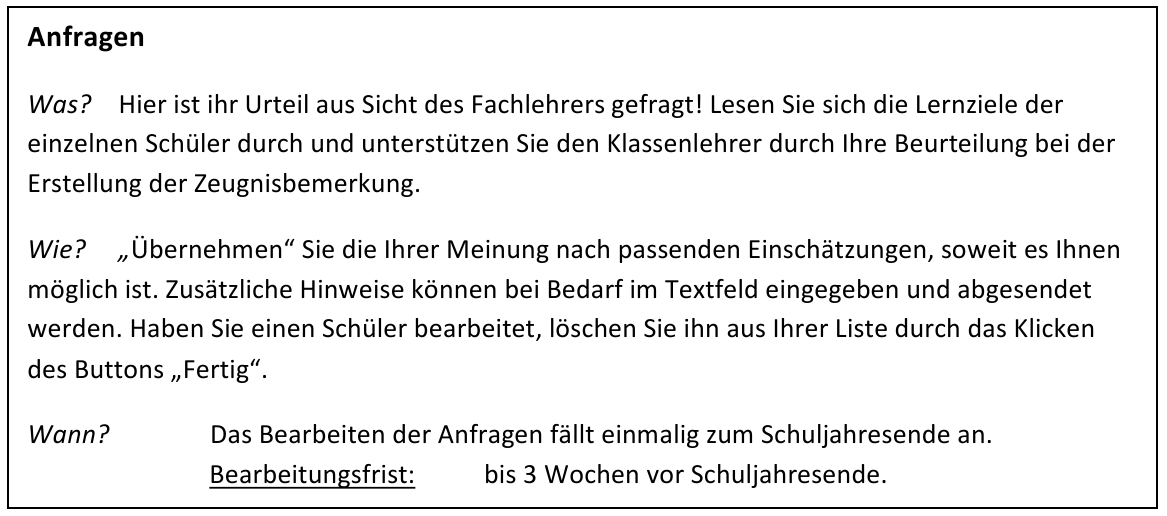 Anfragen
Was? Hier ist ihr Urteil aus Sicht des Fachlehrers gefragt! Lesen Sie sich die Lernziele der
einzelnen Schüler durch und unterstützen Sie den Klassenlehrer durch Ihre Beurteilung bei der
Erstellung der Zeugnisbemerkung.
Wie? „Übernehmen“ Sie die Ihrer Meinung nach passenden Einschätzungen, soweit es Ihnen
möglich ist. Zusätzliche Hinweise können bei Bedarf im Textfeld eingegeben und abgesendet
werden. Haben Sie einen Schüler bearbeitet, löschen Sie ihn aus Ihrer Liste durch das Klicken
des Buttons „Fertig“.
Wann? Das Bearbeiten der Anfragen fällt einmalig zum Schuljahresende an.
Bearbeitungsfrist: bis 3 Wochen vor Schuljahresende.